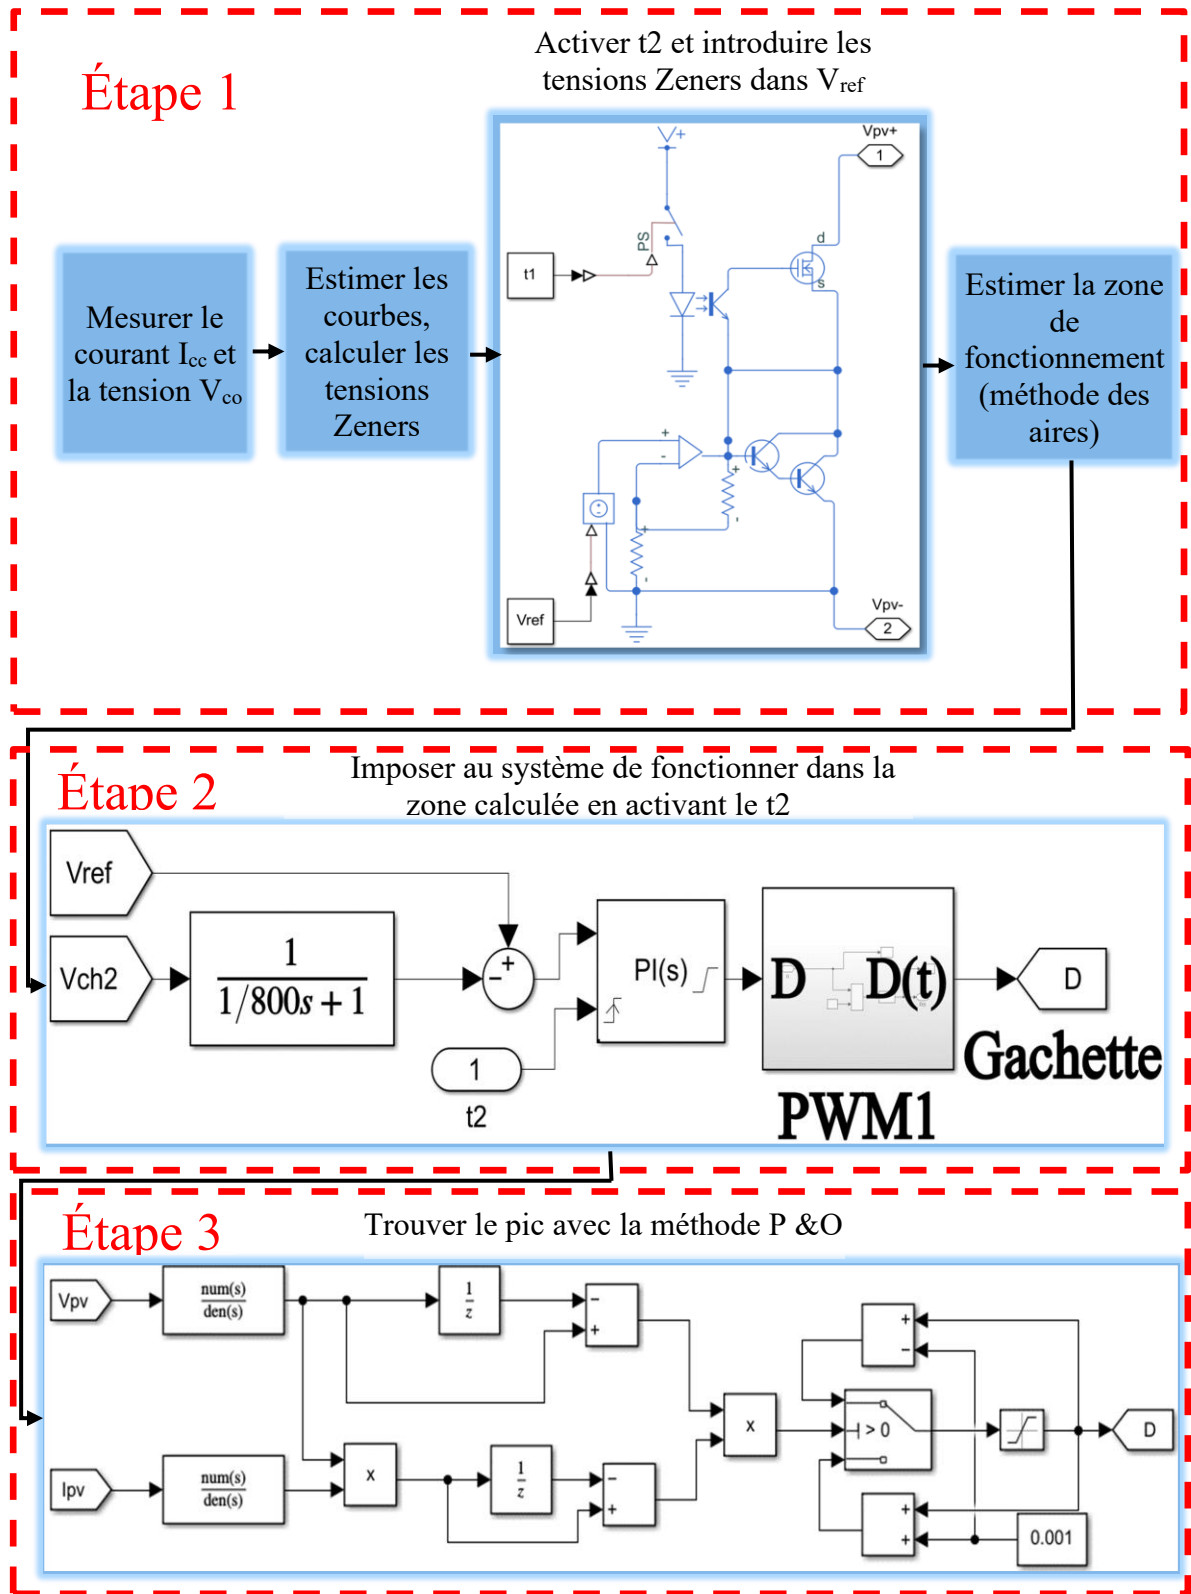 Étape 1
Activer t2 et introduire les
tensions Zeners dans Vref
Mesurer le
courant Icc et
la tension Vco
Estimer les
courbes,
calculer les
tensions
Zeners
V+
PS
t1
Vpv+
1
d
s
+
-
+
-
+
-
Vref
Vpv-
2
Estimer la zone
de
fonctionnement
(méthode des
aires)
Étape 2
Imposer au système de fonctionner dans la
zone calculée en activant le t2
Vref
Vch2
1
1/800s + 1
+
−
1
t2
PI(s)
D
D(t)
PWM1
D
Gachette
Étape 3
Trouver le pic avec la méthode P &O
Vpv
num(s)
den(s)
1
z
−
+
x
+
−
> 0
D
Ipv
num(s)
den(s)
x
1
z
−
+
+
+
0.001